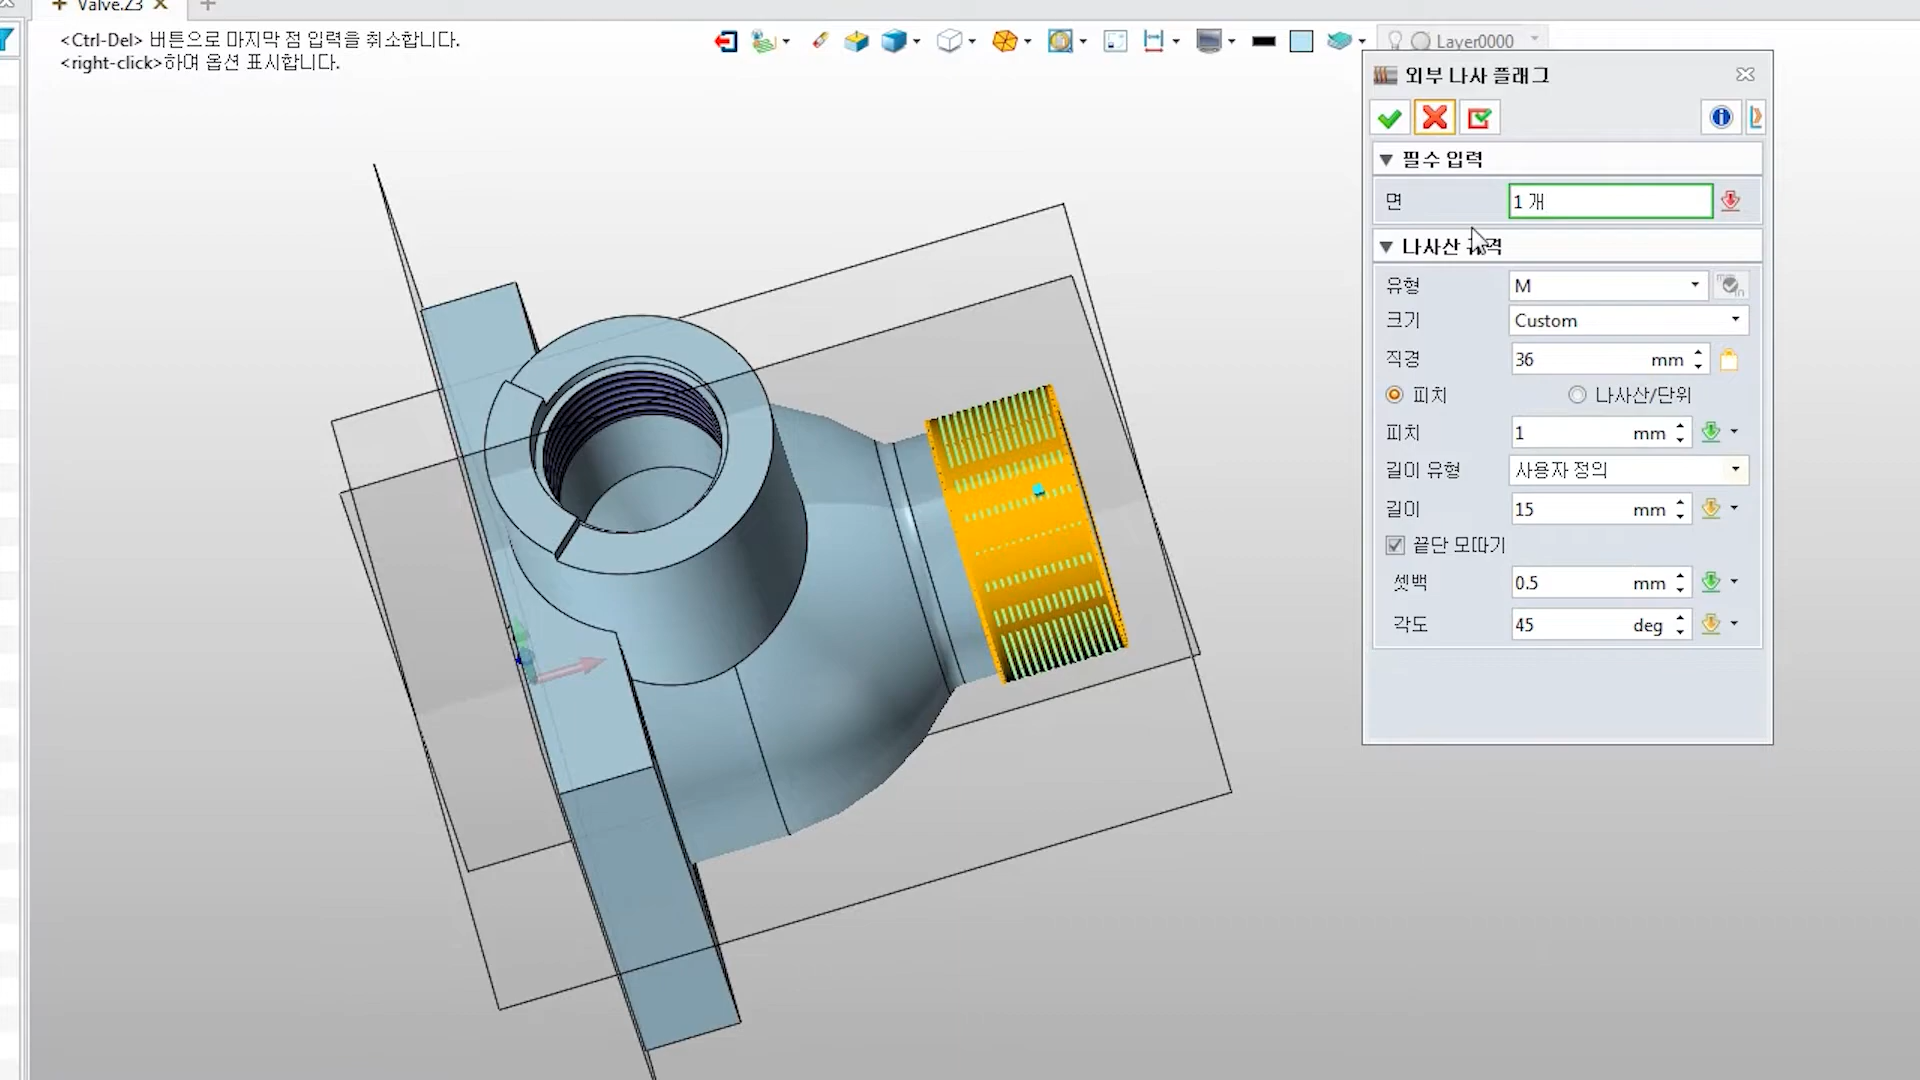 Valve.Z3
<Ctrl-Del> 버튼으로 마지막 점 입력을 취소합니다.
<right-click>하여 옵션 표시합니다.
Layer0000
외부 나사 플래그
필수 입력
면 1 개
나사산 규격
유형 M
크기 Custom
직경 36 mm
피치 나사산/단위
피치 1 mm
길이 유형 사용자 정의
길이 15 mm
끝단 모따기
셋백 0.5 mm
각도 45 deg